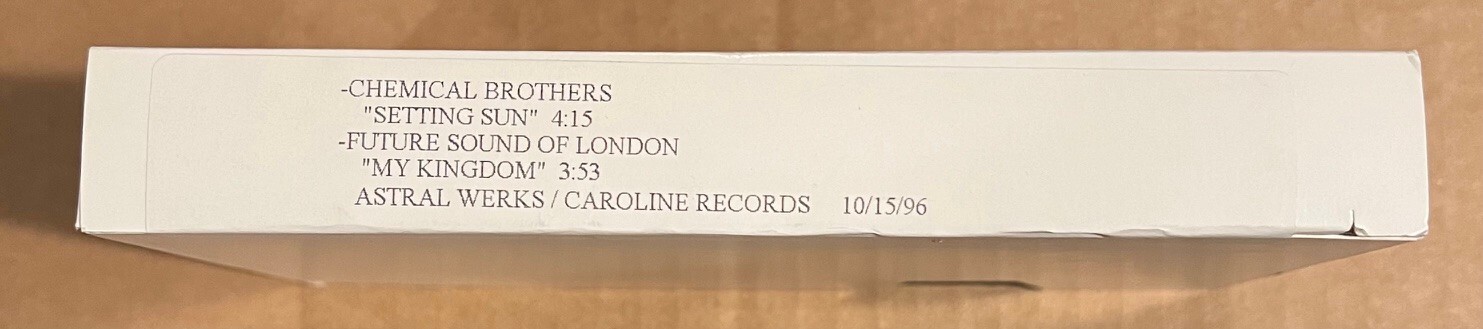 -CHEMICAL BROTHERS
"SETTING SUN" 4:15
-FUTURE SOUND OF LONDON
"MY KINGDOM" 3:53
ASTRAL WERKS / CAROLINE RECORDS 10/15/96